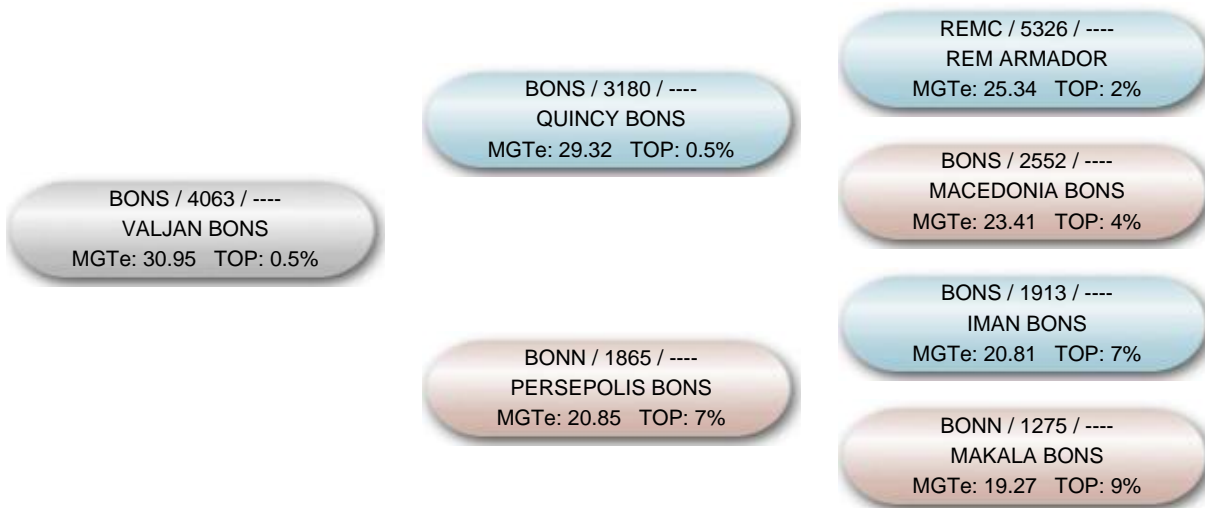 BONS / 4063 / ----
VALJAN BONS
MGTe: 30.95 TOP: 0.5%
BONS / 3180 / ----
QUINCY BONS
MGTe: 29.32 TOP: 0.5%
BONN / 1865 / ----
PERSEPOLIS BONS
MGTe: 20.85 TOP: 7%
REMC / 5326 / ----
REM ARMADOR
MGTe: 25.34 TOP: 2%
BONS / 2552 / ----
MACEDONIA BONS
MGTe: 23.41 TOP: 4%
BONS / 1913 / ----
IMAN BONS
MGTe: 20.81 TOP: 7%
BONN / 1275 / ----
MAKALA BONS
MGTe: 19.27 TOP: 9%